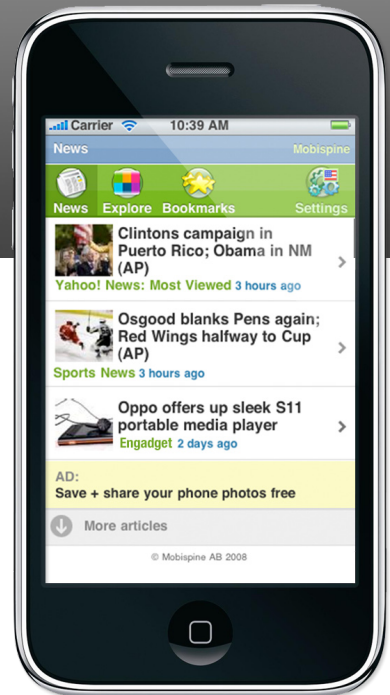 Carrier 10:39 AM
News Mobispine
News Explore Bookmarks Settings
Clintons campaign in
Puerto Rico; Obama in NM
(AP)
Yahoo! News: Most Viewed 3 hours ago
Osgood blanks Pens again;
Red Wings halfway to Cup
(AP)
Sports News 3 hours ago
Oppo offers up sleek S11
portable media player
Engadget 2 days ago
AD:
Save + share your phone photos free
More articles
© Mobispine AB 2008